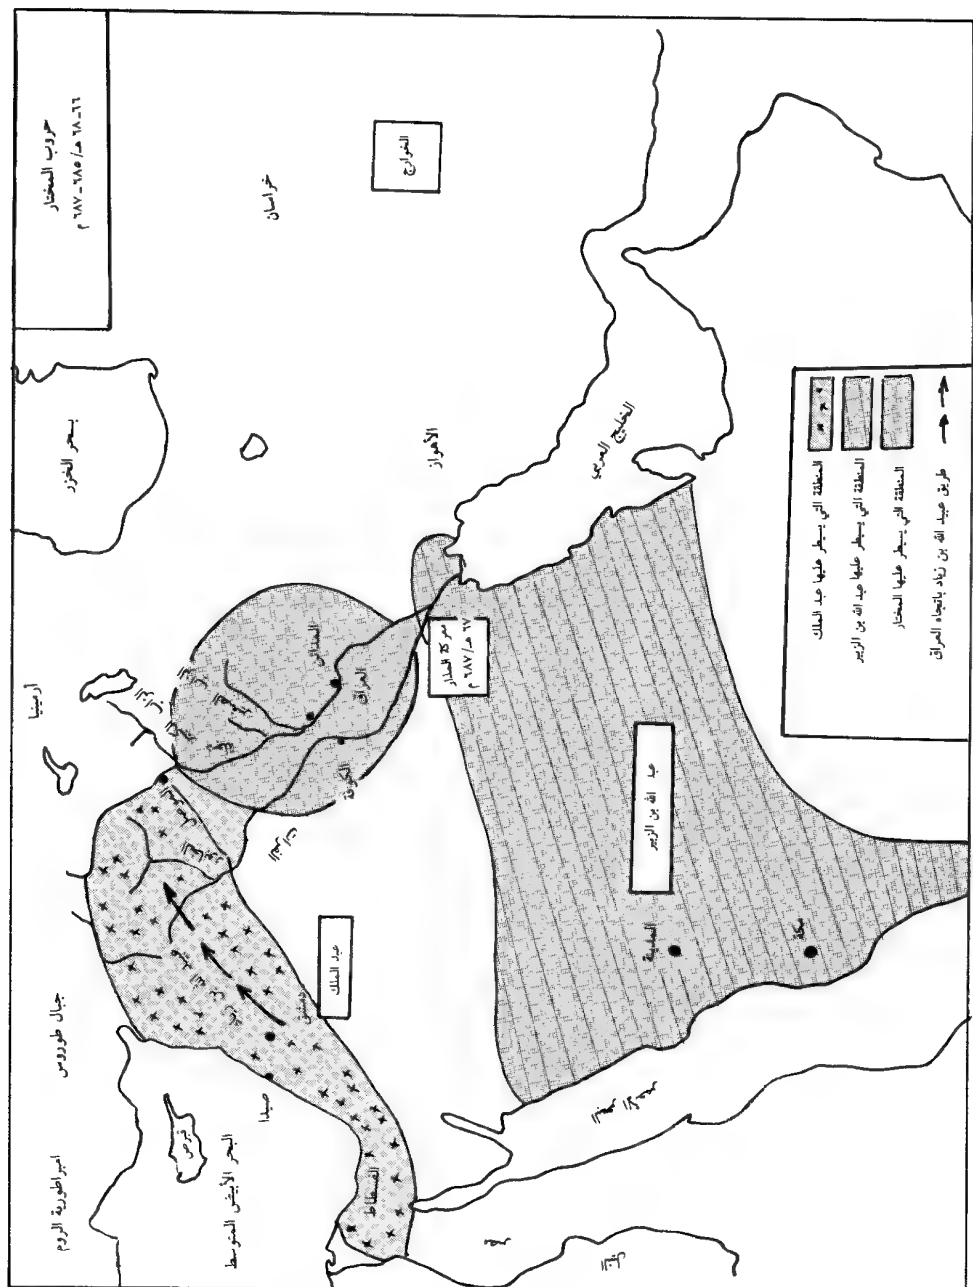 حروب المختار
٦٦-٦٨ هـ/ ٦٨٥-٦٨٧ م
خراسان
الخوارج
بحر الخزر
الأهواز
الخليج العربي
أرمينيا
المدائن
العراق
الكوفة
معركة المذار
٦٧ هـ/ ٦٨٧ م
الموصل
جبال طوروس
عبد الملك
دمشق
صيدا
قبرص
امبراطورية الروم
البحر الأبيض المتوسط
الفسطاط
عبد الله بن الزبير
المدينة
مكة
المنطقة التي يسيطر عليها عبد الملك
المنطقة التي يسيطر عليها عبد الله بن الزبير
المنطقة التي يسيطر عليها المختار
طريق عبيد الله بن زياد باتجاه العراق